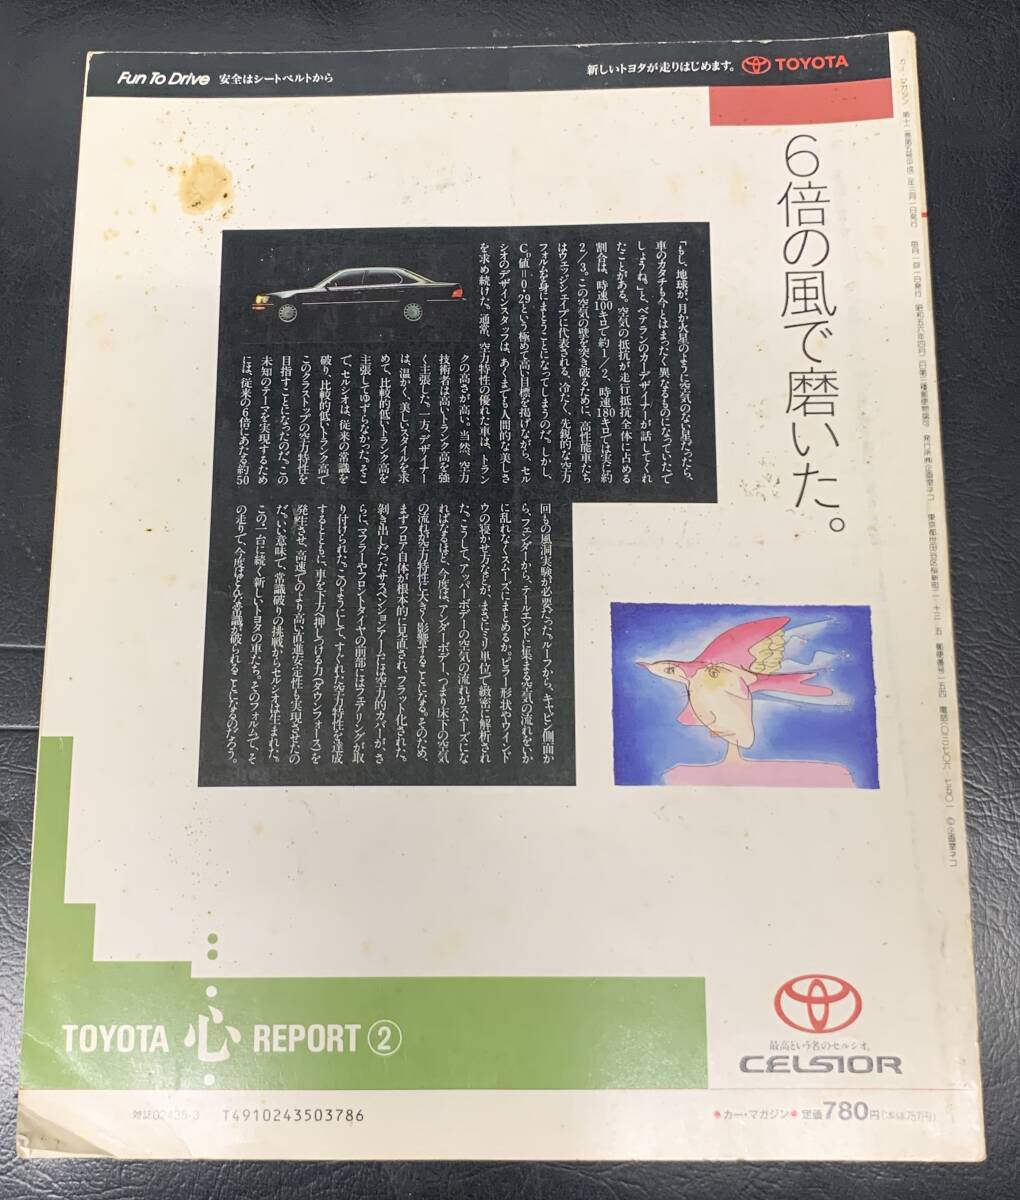 Fun To Drive 安全はシートベルトから
新しいトヨタが走りはじめます。 TOYOTA
6倍の風で磨いた。
「もし、地球が、月か火星のように空気のない星だったら、
車のカタチも今とはまったく異なるものになっていたで
しょうね。」と、ベテランのカーデザイナーが話してくれ
たことがある。空気の抵抗が走行抵抗全体に占める
割合は、時速100キロで約1/2、時速180キロでは実に約
2/3。この空気の壁を突き破るために、高性能車たち
はウェッジシェイプに代表される、冷たく、先鋭的な空力
フォルムを身にまとうことになってしまうのだ。しかし、
CD値=0.29という極めて高い目標を掲げながら、セル
シオのデザインスタッフは、あくまでも人間的な美しさ
を求め続けた。通常、空力特性の優れた車は、トラン
クの高さが高い。当然、空力
技術者は高いトランク高を強
く主張した。一方、デザイナー
は、温かく、美しいスタイルを求
めて、比較的低いトランク高を
主張してゆずらなかった。そこ
で、セルシオは、従来の常識を
破り、比較的低いトランク高で
このクラストップの空力特性を
目指すことになったのだ。この
未知のテーマを実現するため
には、従来の6倍にあたる約50
回もの風洞実験が必要だった。ルーフから、キャビン側面か
ら、フェンダーから、テールエンドに集まる空気の流れをいか
に乱れなくスムーズにまとめるか。ピラー形状やウインド
ウの寝かせ方などが、まさにミリ単位で緻密に解析され
た。こうしてアッパーボデーの空気の流れがスムーズにな
ればなるほど、今度は、アンダーボデー、つまり床下の空気
の流れが空力特性に大きく影響することになる。そのため、
まずフロア自体が根本的に見直され、フラット化された。
剥き出しだったサスペンションアームには空力的カバーが、さ
らに、マフラーやフロントタイヤの前部にはフェアリングが取
り付けられた。このようにして、すぐれた空力特性を達成
するとともに、車を下方へ押しつける力(ダウンフォース)を
発生させ、高速でのより高い直進安定性も実現させたの
だ。いい意味で、常識破りの挑戦からセルシオは生まれた。
この一台に続く新しいトヨタの車たち。そのフォルムで、そ
の走りで、今度はどんな常識が破られることになるのだろう。
TOYOTA 心 REPORT ②
最高という名のセルシオ。
CELSIOR
雑誌02435-3 T4910243503786
●カー・マガジン● 定価780円(本体757円)